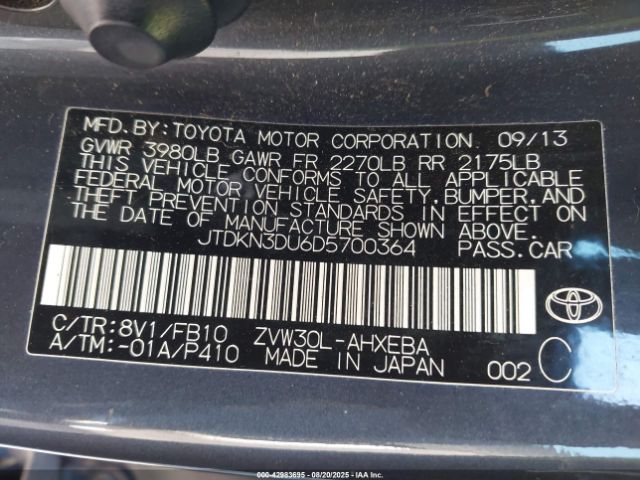 MFD. BY: TOYOTA MOTOR CORPORATION 09/13
GVWR 3980LB GAWR FR 2270LB RR 2175LB
THIS VEHICLE CONFORMS TO ALL APPLICABLE
FEDERAL MOTOR VEHICLE SAFETY, BUMPER, AND
THEFT PREVENTION STANDARDS IN EFFECT ON
THE DATE OF MANUFACTURE SHOWN ABOVE.
JTDKN3DU6D5700364 PASS. CAR
C/TR: 8V1/FB10 ZVW30L-AHXEBA
A/TM: -01A/P410 MADE IN JAPAN 002 C
000-42983695 - 08/20/2025 - IAAI.com